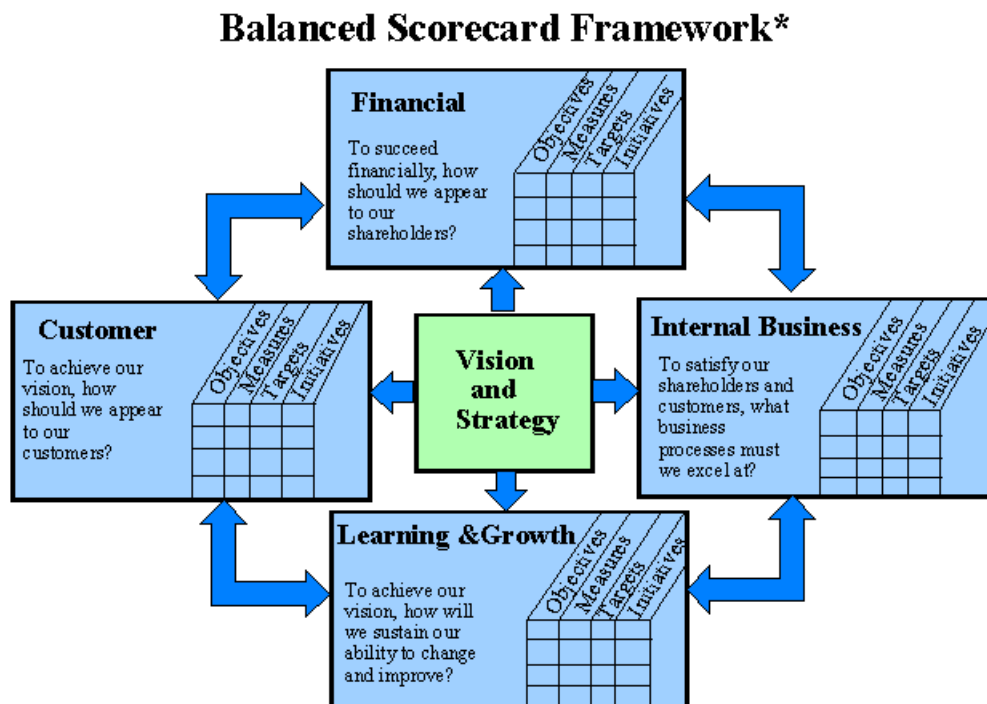 Balanced Scorecard Framework*
Financial
To succeed
financially, how
should we appear
to our
shareholders?
Objectives
Measures
Targets
Initiatives
Customer
To achieve our
vision, how
should we appear
to our
customers?
Objectives
Measures
Targets
Initiatives
Vision
and
Strategy
Internal Business
To satisfy our
shareholders and
customers, what
business
processes must
we excel at?
Objectives
Measures
Targets
Initiatives
Learning &Growth
To achieve our
vision, how will
we sustain our
ability to change
and improve?
Objectives
Measures
Targets
Initiatives